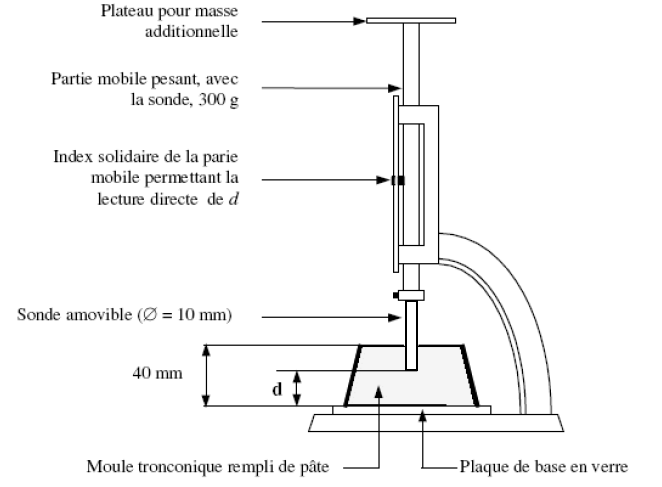 Plateau pour masse
additionnelle
Partie mobile pesant, avec
la sonde, 300 g
Index solidaire de la parie
mobile permettant la
lecture directe de d
Sonde amovible (∅ = 10 mm)
40 mm
d
Moule tronconique rempli de pâte
Plaque de base en verre